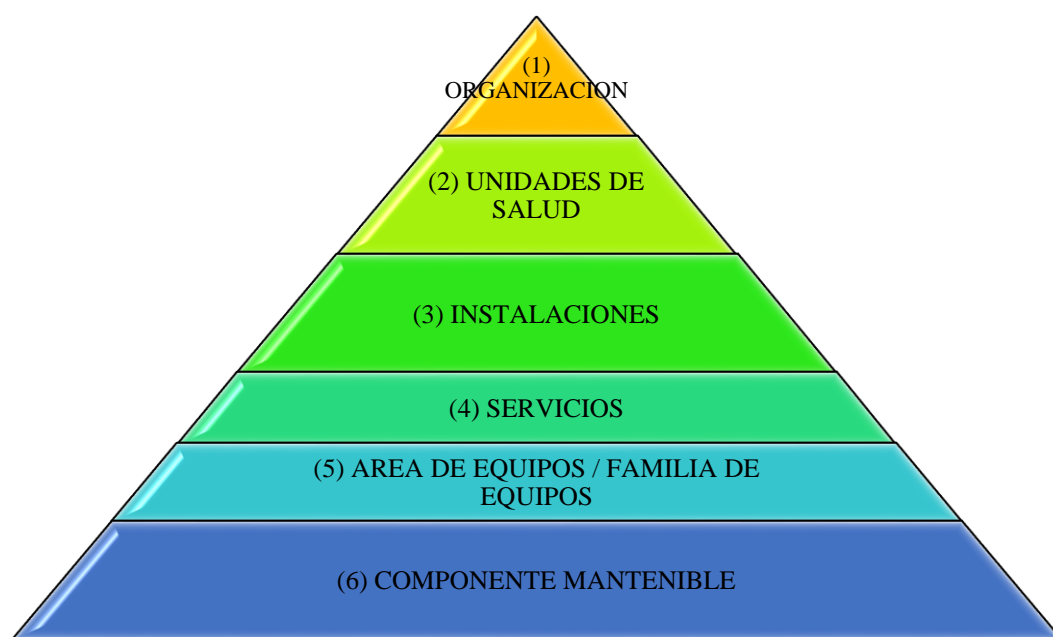 (1)
ORGANIZACION
(2) UNIDADES DE
SALUD
(3) INSTALACIONES
(4) SERVICIOS
(5) AREA DE EQUIPOS / FAMILIA DE
EQUIPOS
(6) COMPONENTE MANTENIBLE